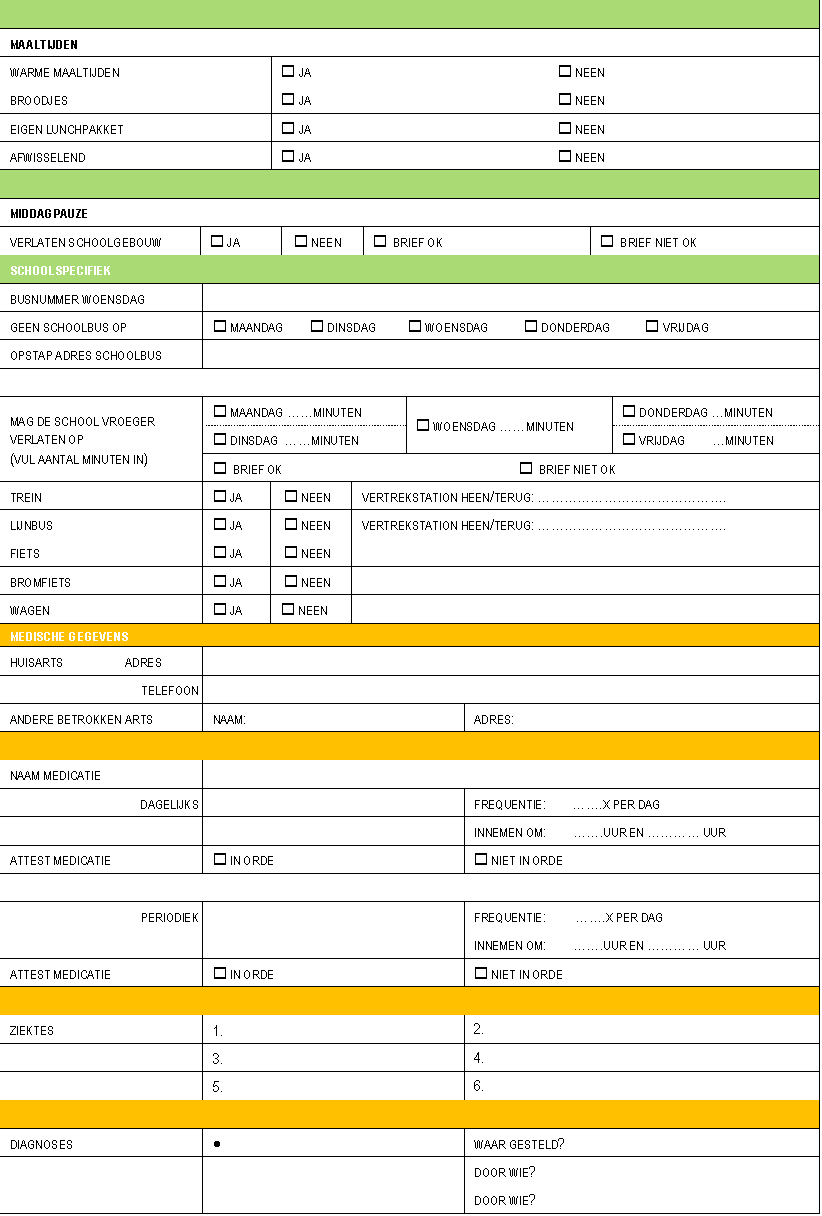 MAALTIJDEN
WARME MAALTIJDEN ☐ JA ☐ NEEN
BROODJES ☐ JA ☐ NEEN
EIGEN LUNCHPAKKET ☐ JA ☐ NEEN
AFWISSELEND ☐ JA ☐ NEEN
MIDDAGPAUZE
VERLATEN SCHOOLGEBOUW ☐ JA ☐ NEEN ☐ BRIEF OK ☐ BRIEF NIET OK
SCHOOLSPECIFIEK
BUSNUMMER WOENSDAG
GEEN SCHOOLBUS OP ☐ MAANDAG ☐ DINSDAG ☐ WOENSDAG ☐ DONDERDAG ☐ VRIJDAG
OPSTAP ADRES SCHOOLBUS
MAG DE SCHOOL VROEGER
VERLATEN OP
(VUL AANTAL MINUTEN IN)
☐ MAANDAG ……MINUTEN
☐ DINSDAG ……MINUTEN
☐ WOENSDAG ……MINUTEN
☐ DONDERDAG …MINUTEN
☐ VRIJDAG …MINUTEN
☐ BRIEF OK ☐ BRIEF NIET OK
TREIN ☐ JA ☐ NEEN VERTREKSTATION HEEN/TERUG: …………………………………….
LIJNBUS ☐ JA ☐ NEEN VERTREKSTATION HEEN/TERUG: …………………………………….
FIETS ☐ JA ☐ NEEN
BROMFIETS ☐ JA ☐ NEEN
WAGEN ☐ JA ☐ NEEN
MEDISCHE GEGEVENS
HUISARTS ADRES
TELEFOON
ANDERE BETROKKEN ARTS NAAM: ADRES:
NAAM MEDICATIE
DAGELIJKS FREQUENTIE: …….X PER DAG
INNEMEN OM: …….UUR EN ………… UUR
ATTEST MEDICATIE ☐ IN ORDE ☐ NIET IN ORDE
PERIODIEK FREQUENTIE: …….X PER DAG
INNEMEN OM: …….UUR EN ………… UUR
ATTEST MEDICATIE ☐ IN ORDE ☐ NIET IN ORDE
ZIEKTES 1. 2.
3. 4.
5. 6.
DIAGNOSES ● WAAR GESTELD?
DOOR WIE?
DOOR WIE?